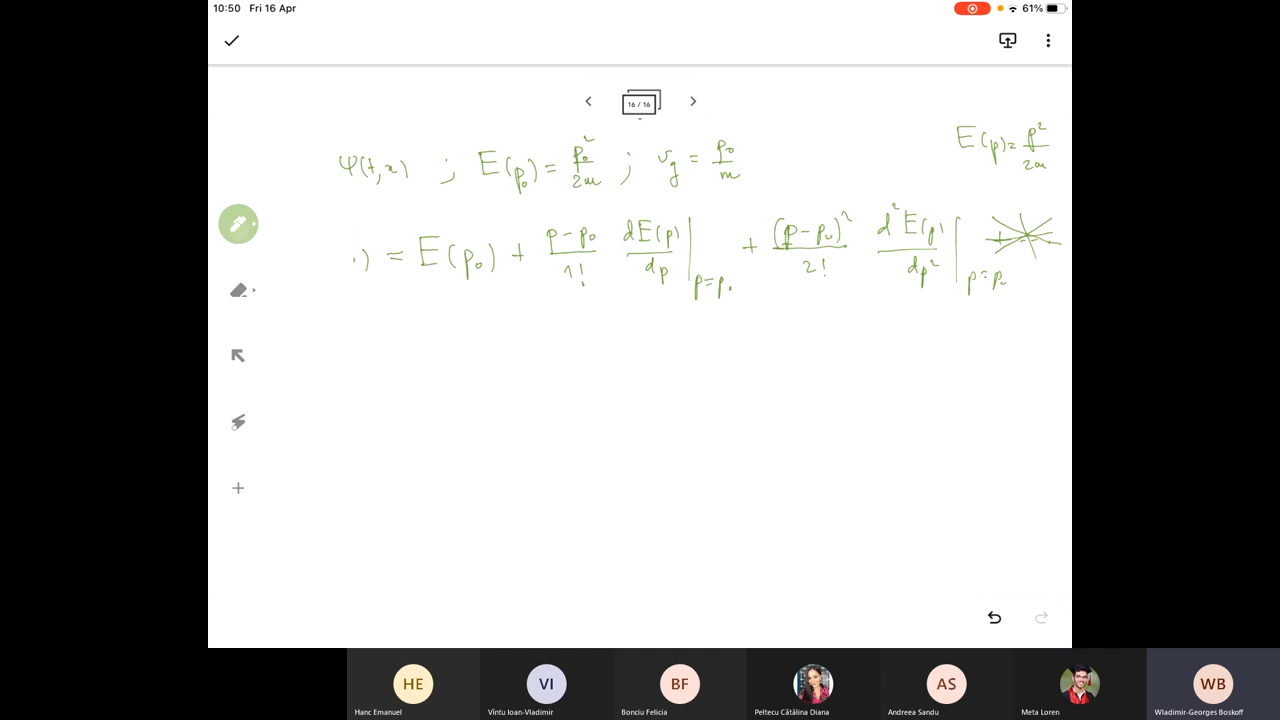 10:50 Fri 16 Apr
61%
16 / 16
φ(t,x) ; E(p₀) = p₀²/2m ; v_g = p₀/m
E(p) = p²/2m
= E(p₀) + p-p₀/1! dE(p)/dp |p=p₀ + (p-p₀)²/2! d²E(p)/dp² |p=p₀
HE
VI
BF
AS
WB
Hanc Emanuel
Vîntu Ioan-Vladimir
Bonciu Felicia
Peltecu Cătălina Diana
Andreea Sandu
Meta Loren
Wladimir-Georges Boskoff